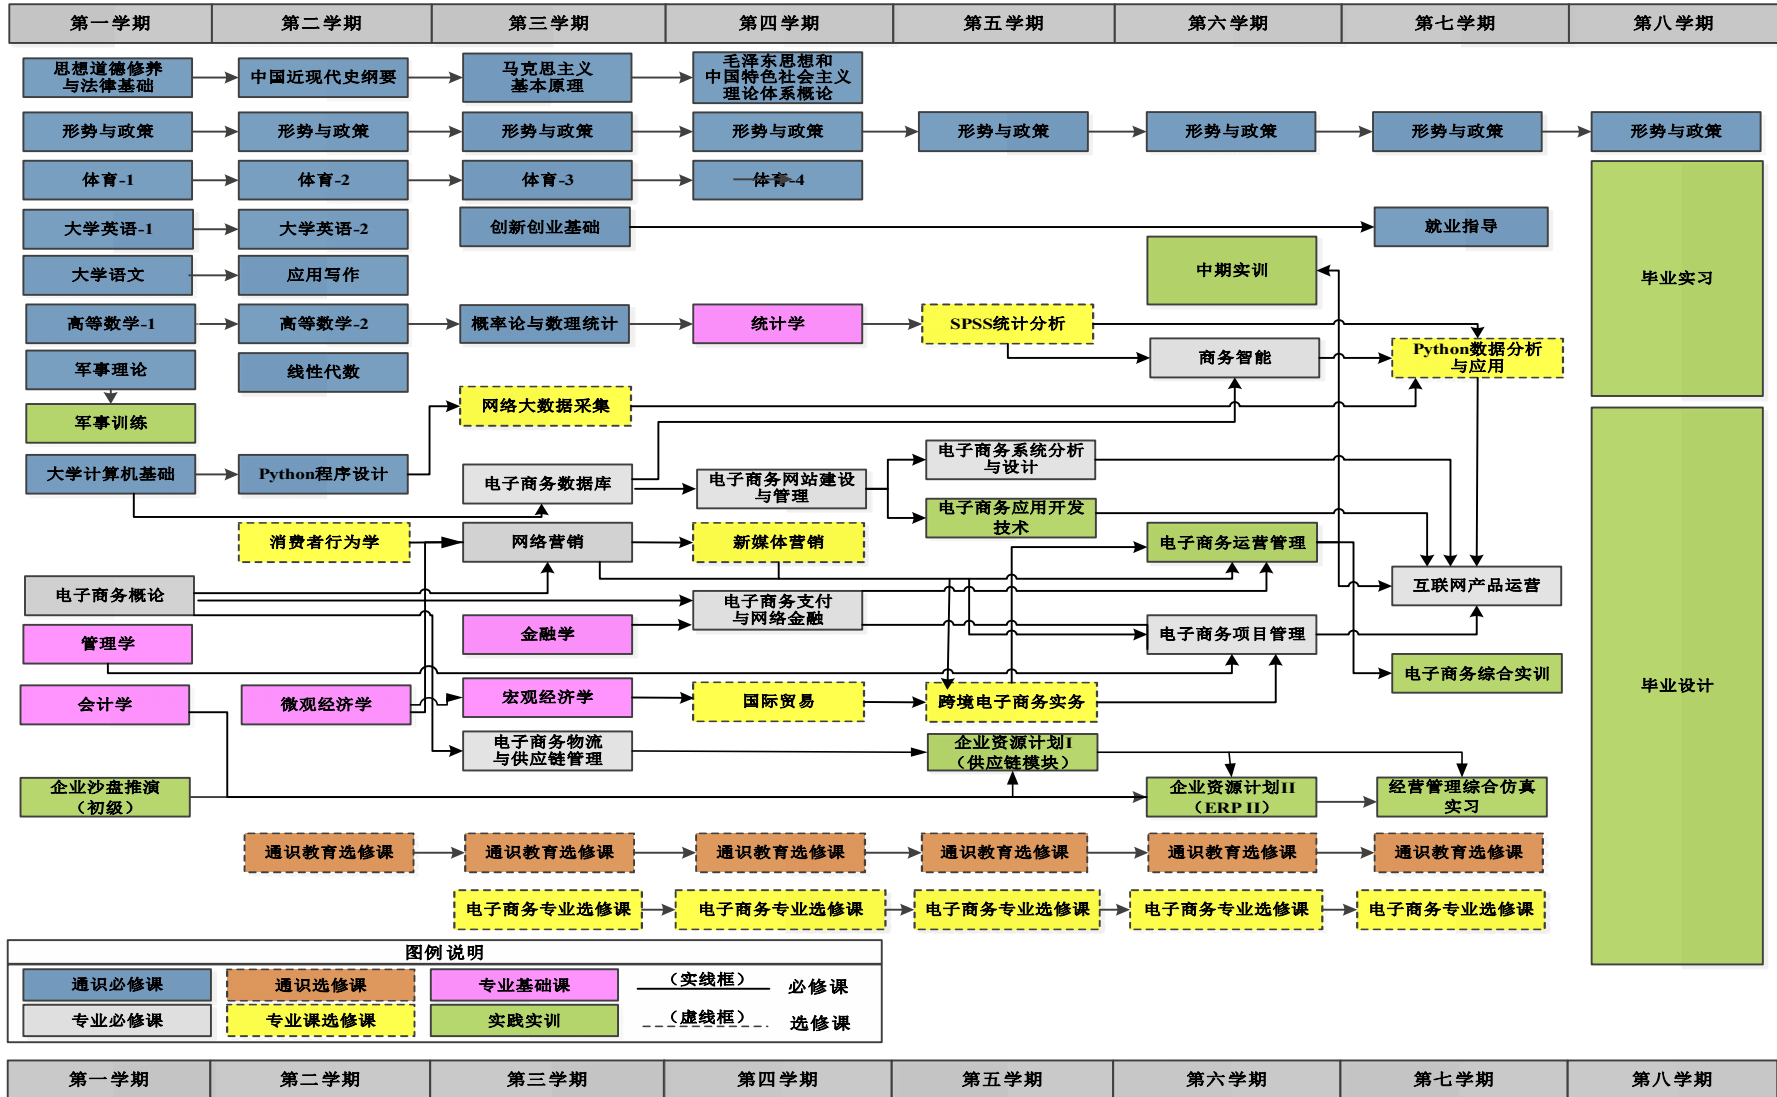 第一学期
第二学期
第三学期
第四学期
第五学期
第六学期
第七学期
第八学期
思想道德修养
与法律基础
中国近现代史纲要
马克思主义
基本原理
毛泽东思想和
中国特色社会主义
理论体系概论
形势与政策
形势与政策
形势与政策
形势与政策
形势与政策
形势与政策
形势与政策
形势与政策
体育-1
体育-2
体育-3
体育-4
大学英语-1
大学英语-2
创新创业基础
就业指导
大学语文
应用写作
中期实训
毕业实习
高等数学-1
高等数学-2
概率论与数理统计
统计学
SPSS统计分析
军事理论
线性代数
商务智能
Python数据分析
与应用
军事训练
网络大数据采集
大学计算机基础
Python程序设计
电子商务数据库
电子商务网站建设
与管理
电子商务系统分析
与设计
电子商务应用开发
技术
消费者行为学
网络营销
新媒体营销
电子商务运营管理
电子商务概论
电子商务支付
与网络金融
互联网产品运营
管理学
金融学
电子商务项目管理
电子商务综合实训
毕业设计
会计学
微观经济学
宏观经济学
国际贸易
跨境电子商务实务
电子商务物流
与供应链管理
企业资源计划I
（供应链模块）
企业沙盘推演
（初级）
企业资源计划II
（ERP II）
经营管理综合仿真
实习
通识教育选修课
通识教育选修课
通识教育选修课
通识教育选修课
通识教育选修课
通识教育选修课
电子商务专业选修课
电子商务专业选修课
电子商务专业选修课
电子商务专业选修课
电子商务专业选修课
图例说明
通识必修课
通识选修课
专业基础课
（实线框）
必修课
专业必修课
专业课选修课
实践实训
（虚线框）
选修课
第一学期
第二学期
第三学期
第四学期
第五学期
第六学期
第七学期
第八学期